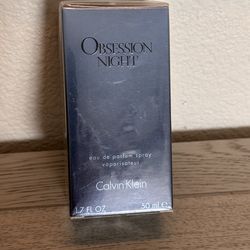 OBSESSION
NIGHT
eau de parfum spray
vaporisateur
Calvin Klein
1.7 FL OZ 50 ml e